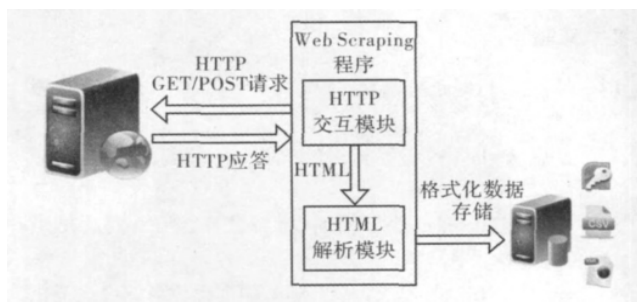 Web Scraping
程序
HTTP
GET/POST请求
HTTP
交互模块
HTTP应答
HTML
格式化数据
存储
HTML
解析模块
CSV